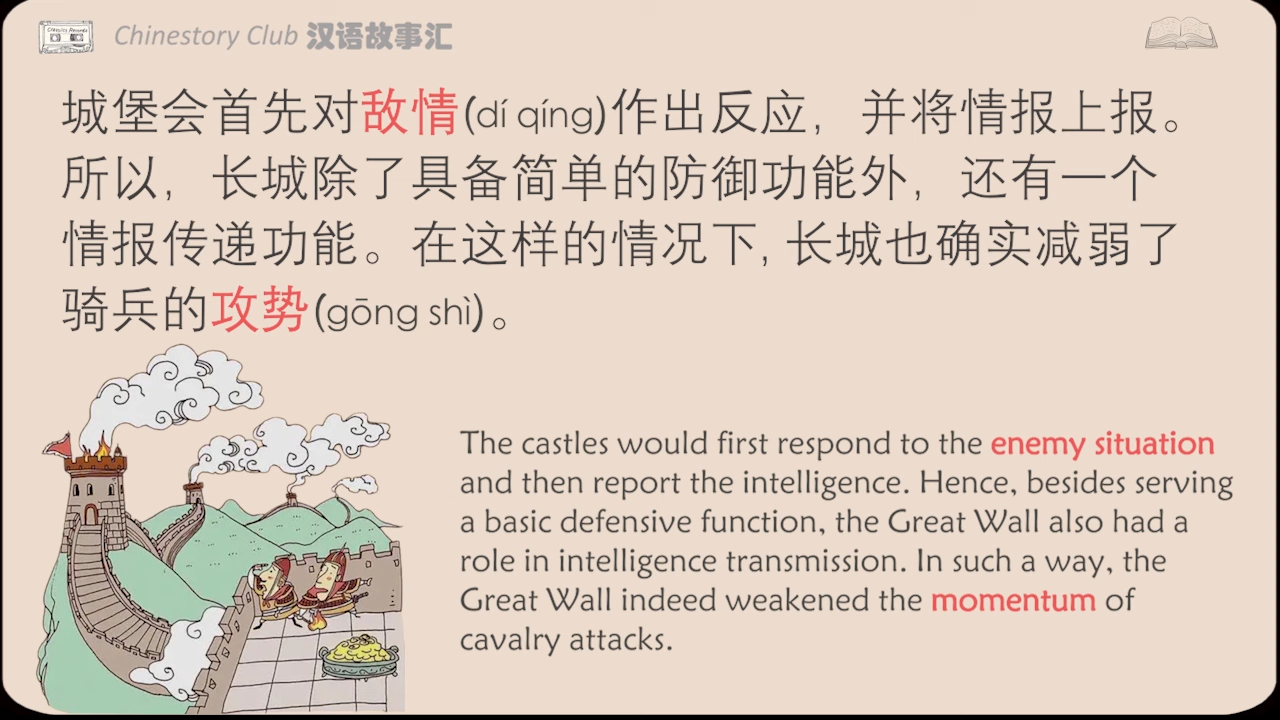 Chinestory Club 汉语故事汇
城堡会首先对敌情(dí qíng)作出反应，并将情报上报。
所以，长城除了具备简单的防御功能外，还有一个
情报传递功能。在这样的情况下, 长城也确实减弱了
骑兵的攻势(gōng shì)。
The castles would first respond to the enemy situation
and then report the intelligence. Hence, besides serving
a basic defensive function, the Great Wall also had a
role in intelligence transmission. In such a way, the
Great Wall indeed weakened the momentum of
cavalry attacks.